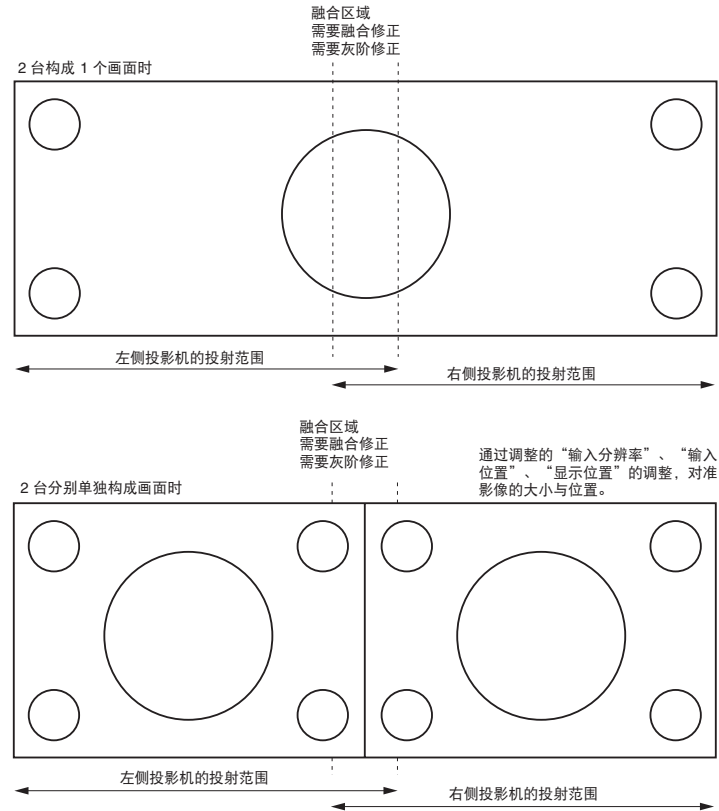 融合区域
需要融合修正
需要灰阶修正
2 台构成 1 个画面时
左侧投影机的投射范围
右侧投影机的投射范围
融合区域
需要融合修正
需要灰阶修正
通过调整的“输入分辨率”、“输入
位置”、“显示位置”的调整，对准
影像的大小与位置。
2 台分别单独构成画面时
左侧投影机的投射范围
右侧投影机的投射范围